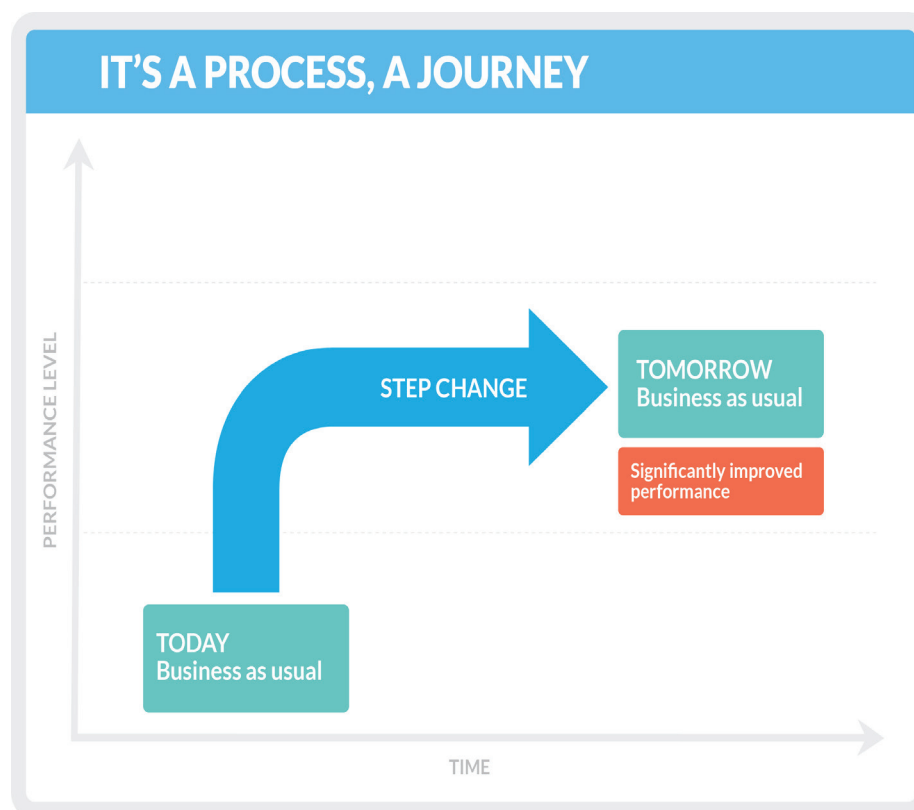 IT'S A PROCESS, A JOURNEY
PERFORMANCE LEVEL
STEP CHANGE
TOMORROW
Business as usual
Significantly improved
performance
TODAY
Business as usual
TIME